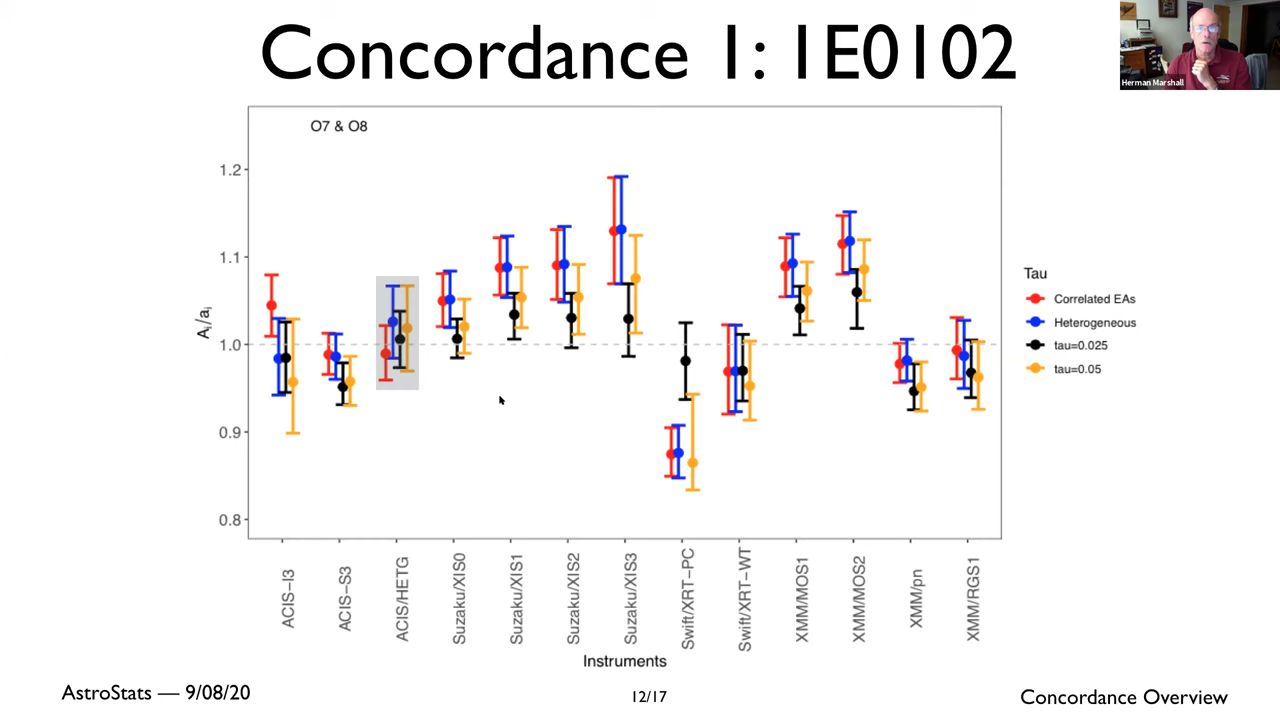 Concordance 1: 1E0102
Herman Marshall
O7 & O8
1.2
1.1
1.0
0.9
0.8
Ai/ai
Tau
Correlated EAs
Heterogeneous
tau=0.025
tau=0.05
ACIS-I3
ACIS-S3
ACIS/HETG
Suzaku/XIS0
Suzaku/XIS1
Suzaku/XIS2
Suzaku/XIS3
Swift/XRT-PC
Swift/XRT-WT
XMM/MOS1
XMM/MOS2
XMM/pn
XMM/RGS1
Instruments
AstroStats — 9/08/20
12/17
Concordance Overview